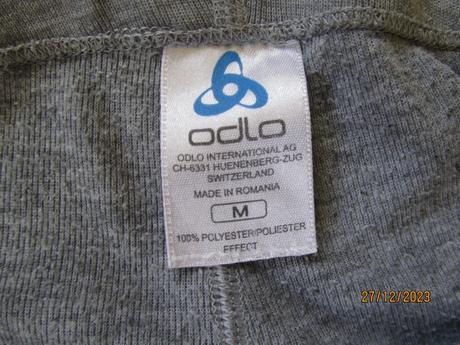 odlo
ODLO INTERNATIONAL AG
CH-6331 HUENENBERG-ZUG
SWITZERLAND
MADE IN ROMANIA
M
100% POLYESTER/POLIESTER
EFFECT
27/12/2023